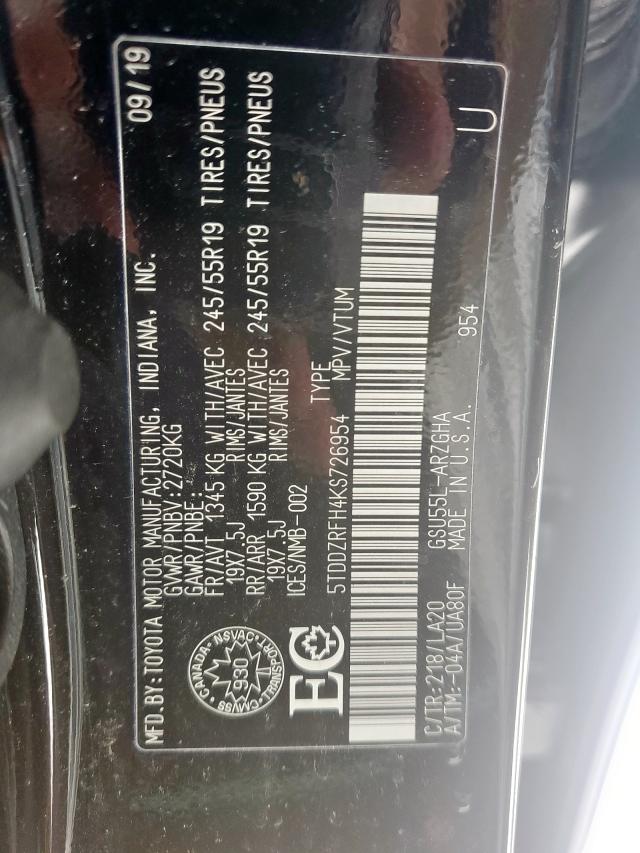 MFD.BY:TOYOTA MOTOR MANUFACTURING, INDIANA, INC. 09/19
GVWR/PNBV:2720KG
GAWR/PNBE:
FR/AVT 1345 KG WITH/AVEC 245/55R19 TIRES/PNEUS
19X7.5J RIMS/JANTES
RR/ARR 1590 KG WITH/AVEC 245/55R19 TIRES/PNEUS
19X7.5J RIMS/JANTES
ICES/NMB-002
CANADA NSVAC TRANSPORT CMVSS
930
EC
TYPE
5TDDZRFH4KS726954 MPV/VTUM
C/TR:218/LA20 GSU55L-ARZGHA 954
A/TM:-04A/UA80F MADE IN U.S.A.
U